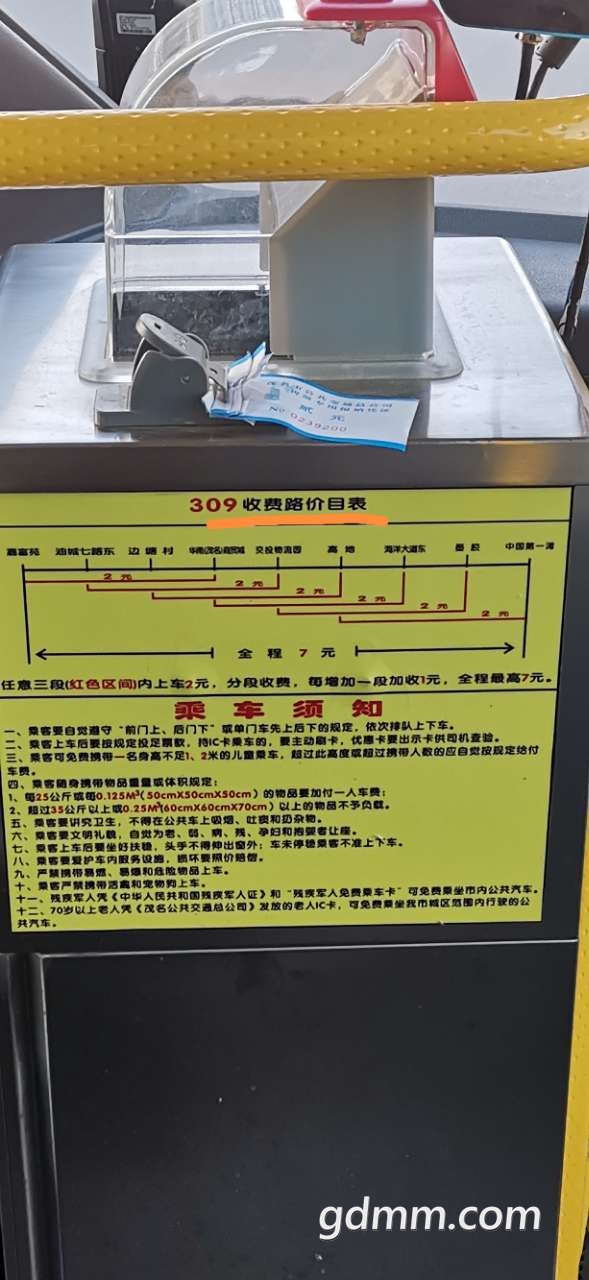 贰 元
No 0239200
309收费路价目表
嘉富苑 油城七路东 边塘村 华南(茂名)商贸城 交投物流园 高地 海洋大道东 晏镜 中国第一滩
2 元 2 元
2 元
2 元
2 元
2 元
全 程 7 元
任意三段(红色区间)内上车2元，分段收费，每增加一段加收1元，全程最高7元。
乘车须知
一、乘客要自觉遵守“前门上、后门下”或单门车先上后下的规定，依次排队上下车。
二、乘客上车后要按规定投足票款，持IC卡乘车的，要主动刷卡，优惠卡要出示卡供司机查验。
三、乘客可免费携带一名身高不足1、2米的儿童乘车，超过此高度或超过携带人数的应自觉按规定给付
车费。
四、乘客随身携带物品重量或体积规定：
1、每25公斤或每0.125M³(50cmX50cmX50cm)的物品要加付一人车费；
2、超过35公斤以上或0.25M³(60cmX60cmX70cm)以上的物品不予负载。
五、乘客要讲究卫生，不得在公共车上吸烟、吐痰和扔杂物。
六、乘客要文明礼貌，自觉为老、弱、病、残、孕妇和抱婴者让座。
七、乘客上车后要坐好扶稳，头手不得伸出窗外；车未停稳乘客不准上下车。
八、乘客要爱护车内服务设施，损坏要照价赔偿。
九、严禁携带易燃、易爆和危险物品上车。
十、乘客严禁携带活禽和宠物狗上车。
十一、残疾军人凭《中华人民共和国残疾军人证》和“残疾军人免费乘车卡”可免费乘坐市内公共汽车。
十二、70岁以上老人凭《茂名公共交通总公司》发放的老人IC卡，可免费乘坐我市城区范围内行驶的公
共汽车。
gdmm.com